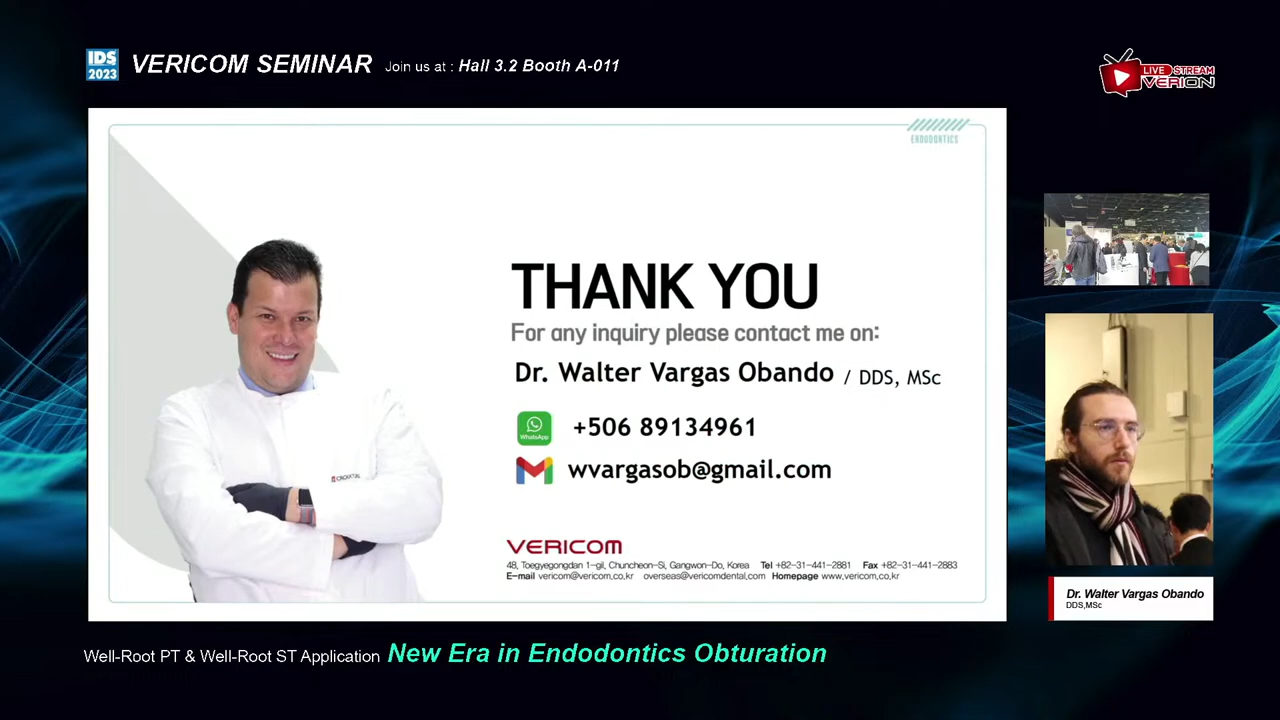 IDS
2023
VERICOM SEMINAR Join us at : Hall 3.2 Booth A-011
LIVE STREAM
VERION
ENDODONTICS
THANK YOU
For any inquiry please contact me on:
Dr. Walter Vargas Obando / DDS, MSc
WhatsApp
+506 89134961
wvargasob@gmail.com
VERICOM
48, Toegyegongdan 1-gil, Chuncheon-Si, Gangwon-Do, Korea Tel +82-31-441-2881 Fax +82-31-441-2883
E-mail vericom@vericom.co.kr overseas@vericomdental.com Homepage www.vericom.co.kr
Dr. Walter Vargas Obando
DDS,MSc
Well-Root PT & Well-Root ST Application New Era in Endodontics Obturation